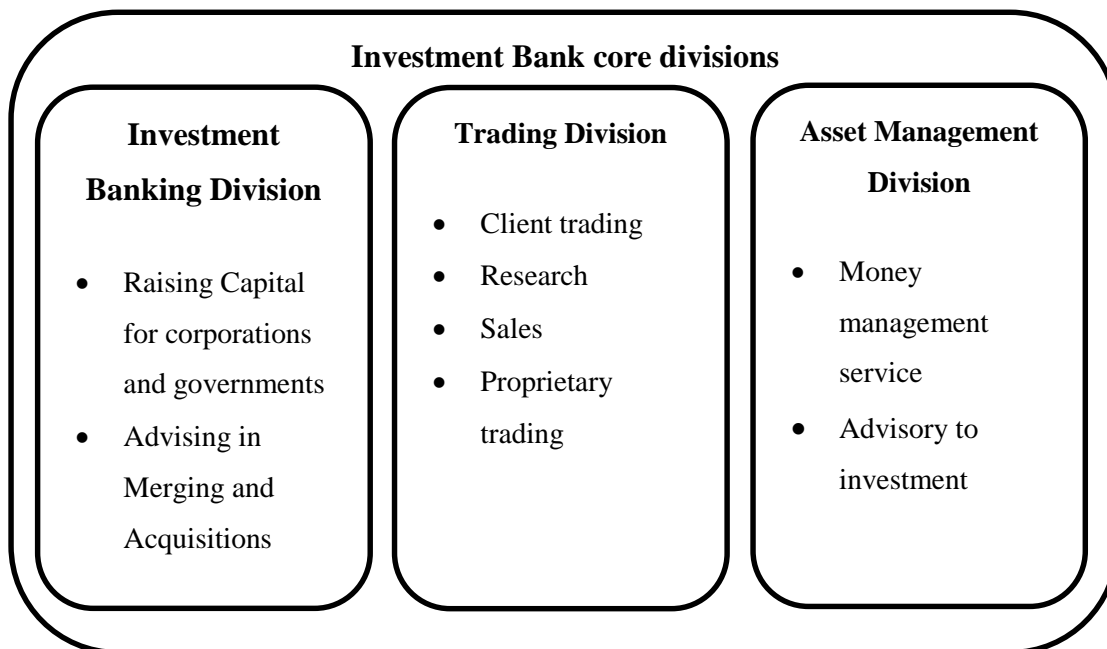 Investment Bank core divisions
Investment
Banking Division
• Raising Capital
for corporations
and governments
• Advising in
Merging and
Acquisitions
Trading Division
• Client trading
• Research
• Sales
• Proprietary
trading
Asset Management
Division
• Money
management
service
• Advisory to
investment